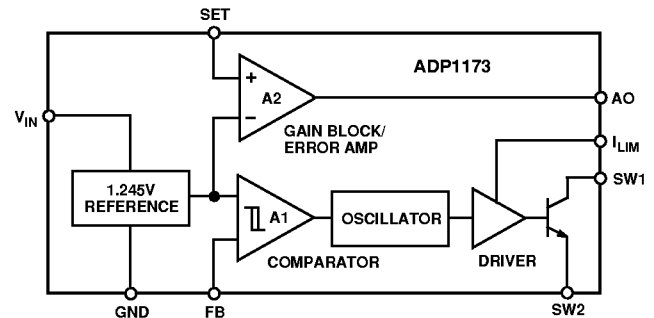 SET
ADP1173
+
A2
−
AO
VIN
GAIN BLOCK/
ERROR AMP
ILIM
SW1
1.245V
REFERENCE
A1
OSCILLATOR
COMPARATOR
DRIVER
GND
FB
SW2